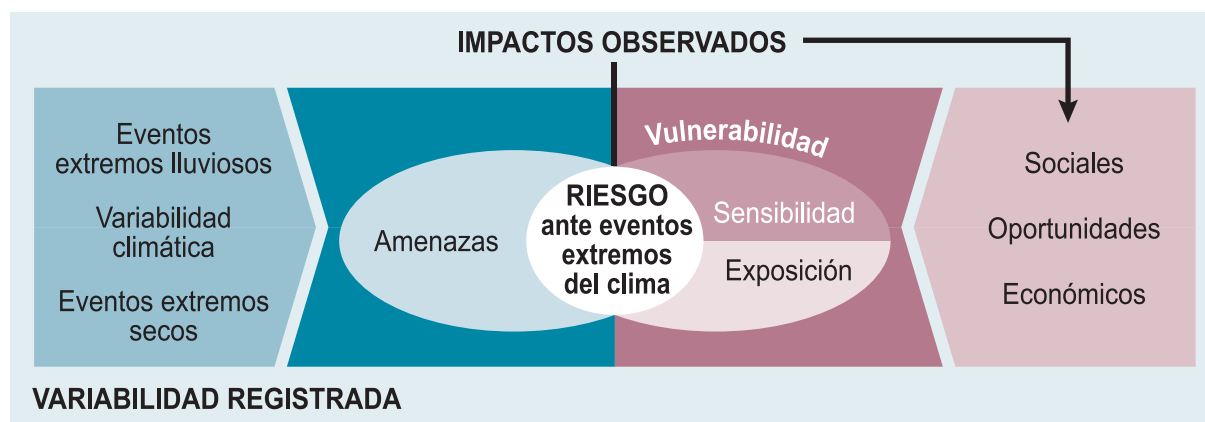 IMPACTOS OBSERVADOS
Eventos
extremos lluviosos
Variabilidad
climática
Eventos extremos
secos
Amenazas
RIESGO
ante eventos
extremos
del clima
Vulnerabilidad
Sensibilidad
Exposición
Sociales
Oportunidades
Económicos
VARIABILIDAD REGISTRADA